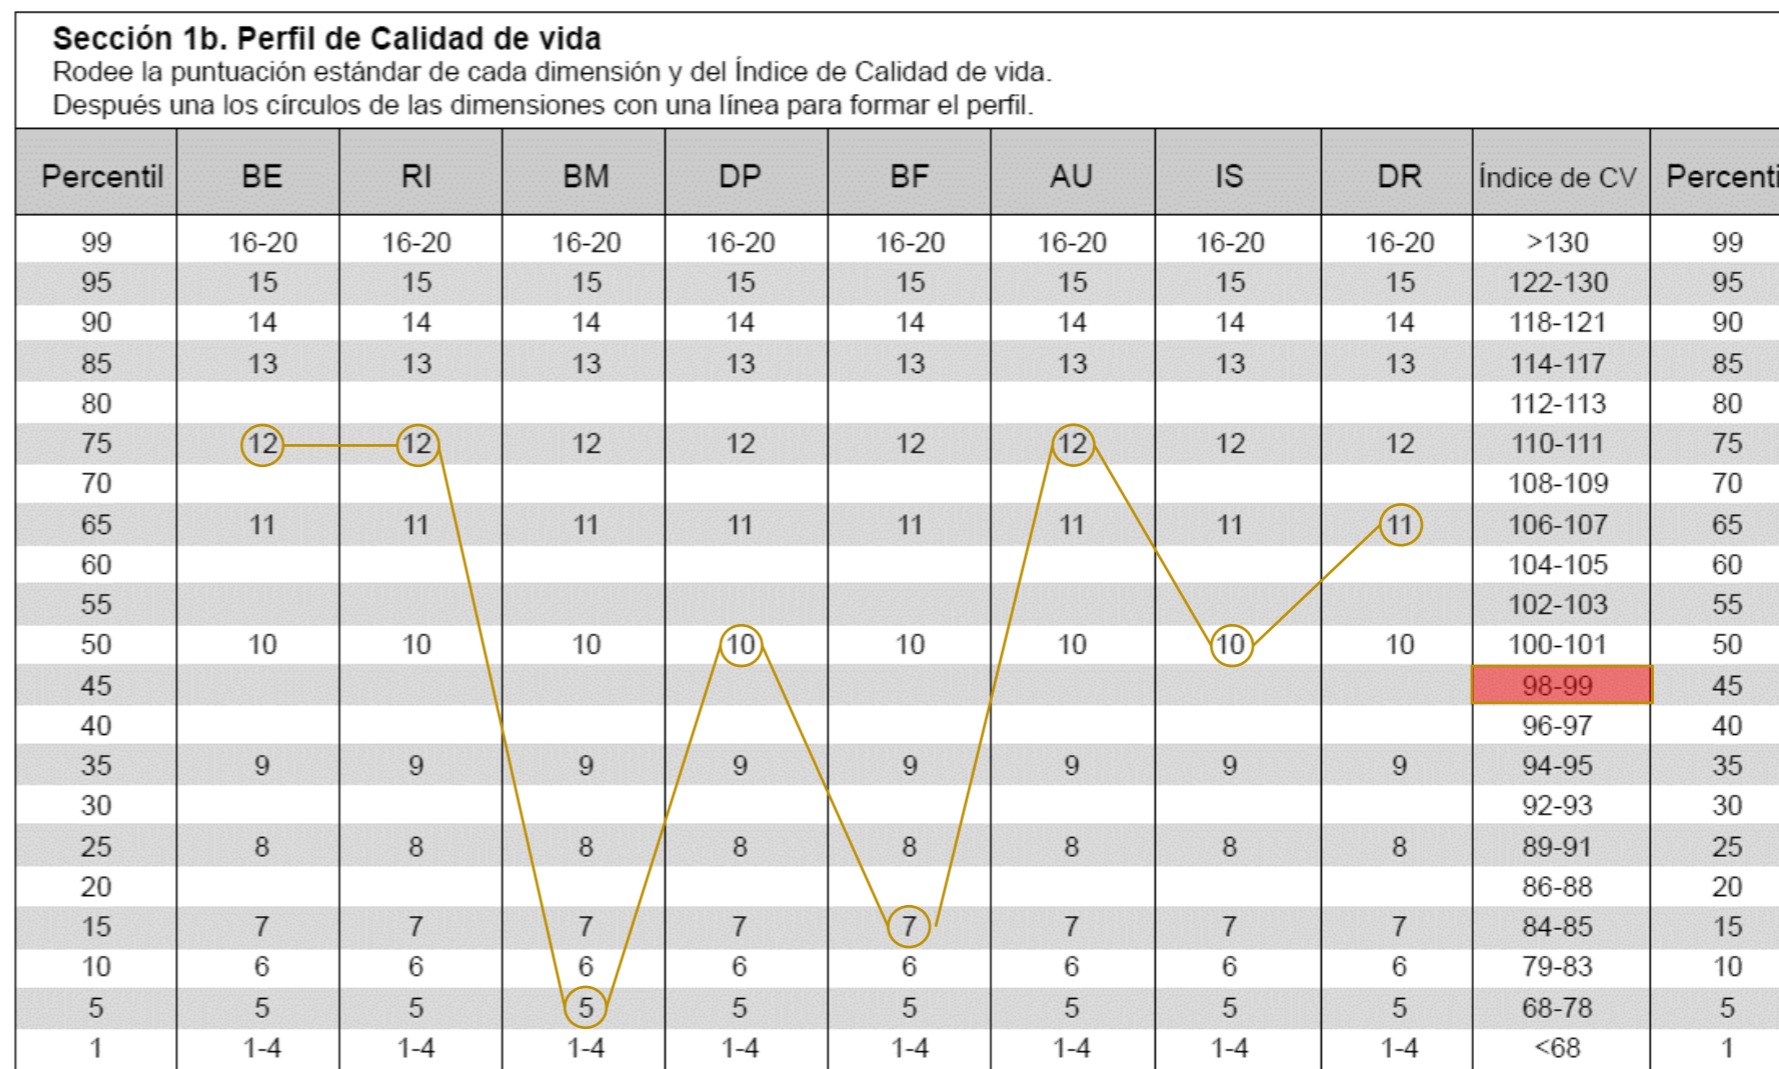 Sección 1b. Perfil de Calidad de vida
Rodee la puntuación estándar de cada dimensión y del Índice de Calidad de vida.
Después una los círculos de las dimensiones con una línea para formar el perfil.
Percentil BE RI BM DP BF AU IS DR Índice de CV Percenti
99 16-20 16-20 16-20 16-20 16-20 16-20 16-20 16-20 >130 99
95 15 15 15 15 15 15 15 15 122-130 95
90 14 14 14 14 14 14 14 14 118-121 90
85 13 13 13 13 13 13 13 13 114-117 85
80 112-113 80
75 12 12 12 12 12 12 12 12 110-111 75
70 108-109 70
65 11 11 11 11 11 11 11 11 106-107 65
60 104-105 60
55 102-103 55
50 10 10 10 10 10 10 10 10 100-101 50
45 98-99 45
40 96-97 40
35 9 9 9 9 9 9 9 9 94-95 35
30 92-93 30
25 8 8 8 8 8 8 8 8 89-91 25
20 86-88 20
15 7 7 7 7 7 7 7 7 84-85 15
10 6 6 6 6 6 6 6 6 79-83 10
5 5 5 5 5 5 5 5 5 68-78 5
1 1-4 1-4 1-4 1-4 1-4 1-4 1-4 1-4 <68 1